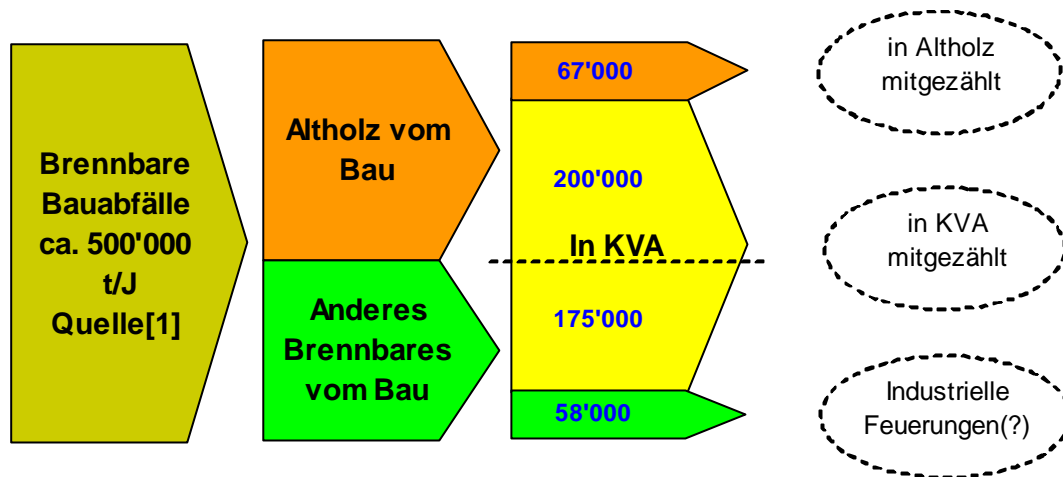 Brennbare
Bauabfälle
ca. 500'000
t/J
Quelle[1]
Altholz vom
Bau
Anderes
Brennbares
vom Bau
67'000
200'000
In KVA
175'000
58'000
in Altholz
mitgezählt
in KVA
mitgezählt
Industrielle
Feuerungen(?)